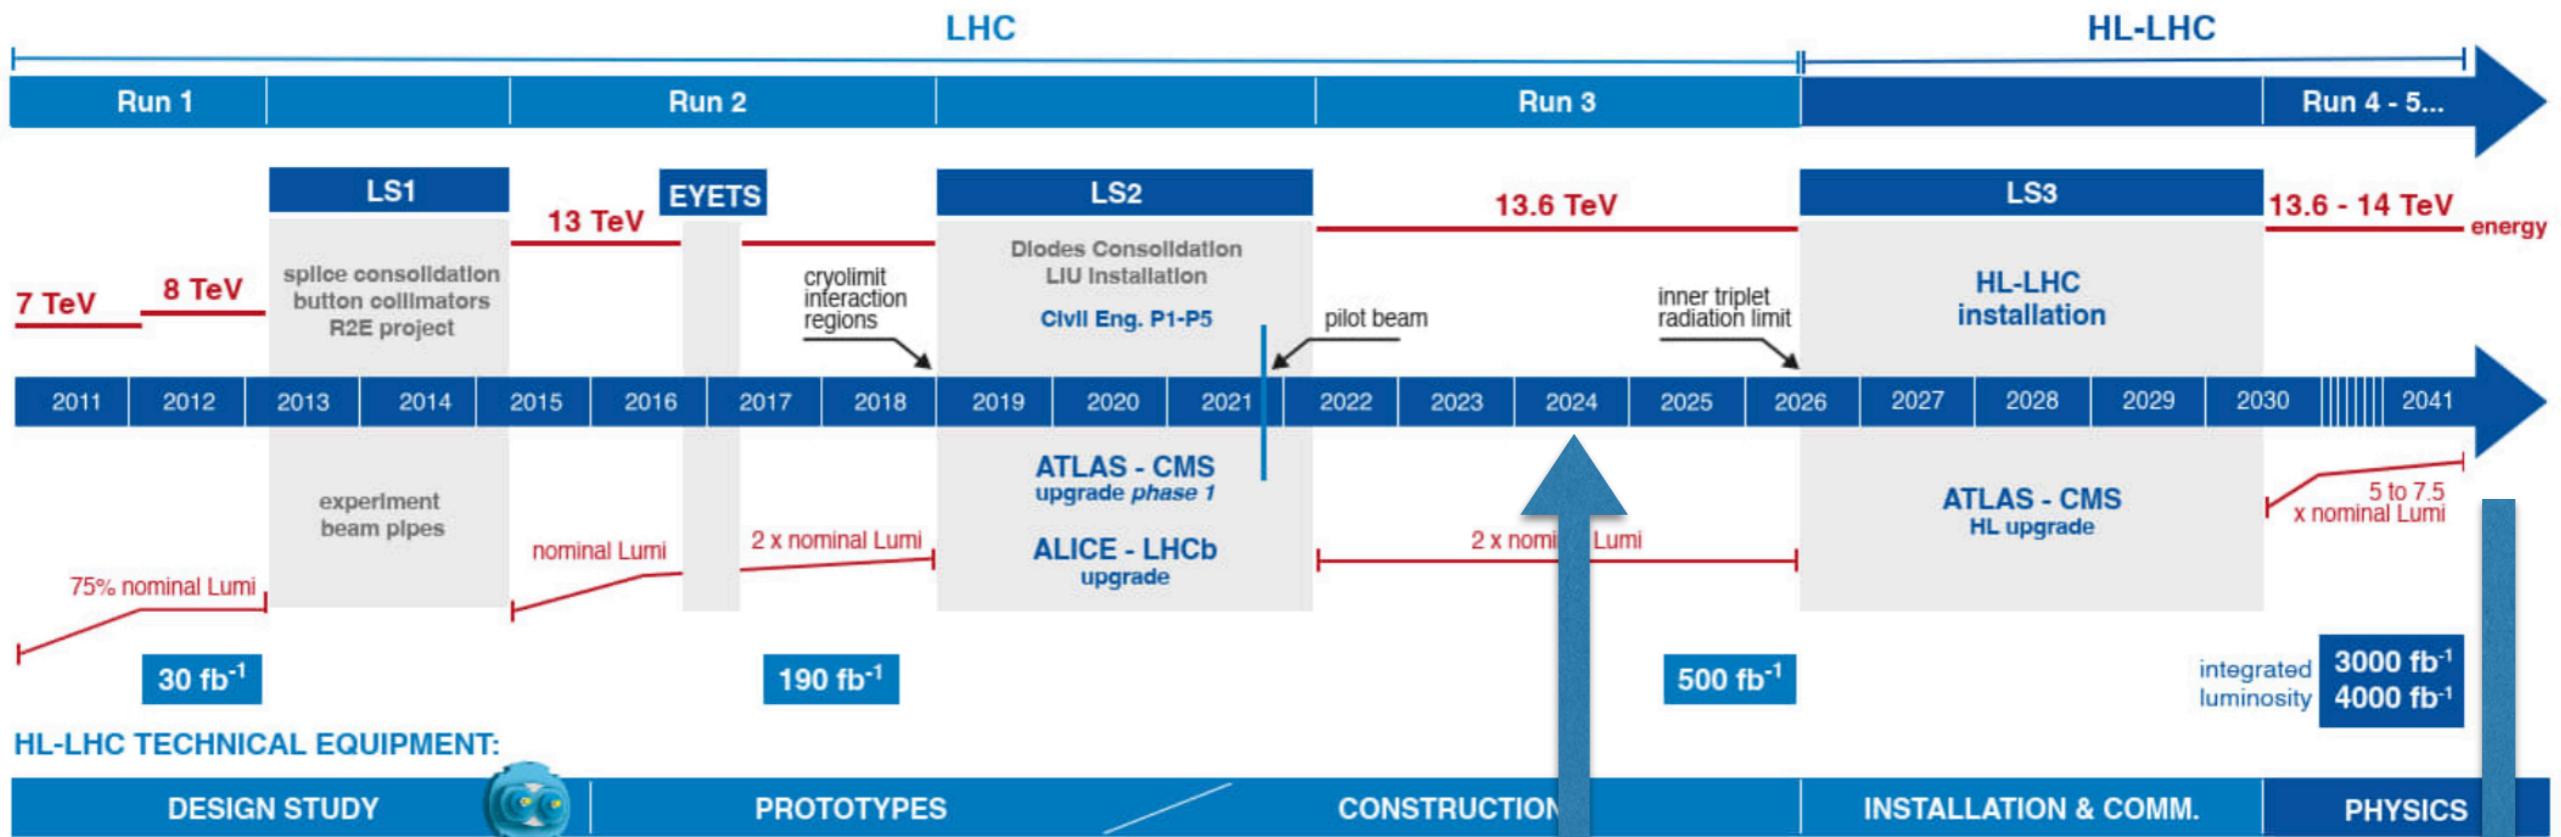 LHC
HL-LHC
Run 1
Run 2
Run 3
Run 4 - 5...
LS1
EYETS
LS2
LS3
13 TeV
13.6 TeV
13.6 - 14 TeV
energy
7 TeV
8 TeV
splice consolidation
button collimators
R2E project
cryolimit
interaction
regions
Diodes Consolidation
LIU Installation
Civil Eng. P1-P5
pilot beam
inner triplet
radiation limit
HL-LHC
installation
2011
2012
2013
2014
2015
2016
2017
2018
2019
2020
2021
2022
2023
2024
2025
2026
2027
2028
2029
2030
2041
experiment
beam pipes
ATLAS - CMS
upgrade phase 1
ALICE - LHCb
upgrade
ATLAS - CMS
HL upgrade
75% nominal Lumi
nominal Lumi
2 x nominal Lumi
2 x nomi Lumi
5 to 7.5
x nominal Lumi
30 fb⁻¹
190 fb⁻¹
500 fb⁻¹
integrated
luminosity
3000 fb⁻¹
4000 fb⁻¹
HL-LHC TECHNICAL EQUIPMENT:
DESIGN STUDY
PROTOTYPES
CONSTRUCTION
INSTALLATION & COMM.
PHYSICS